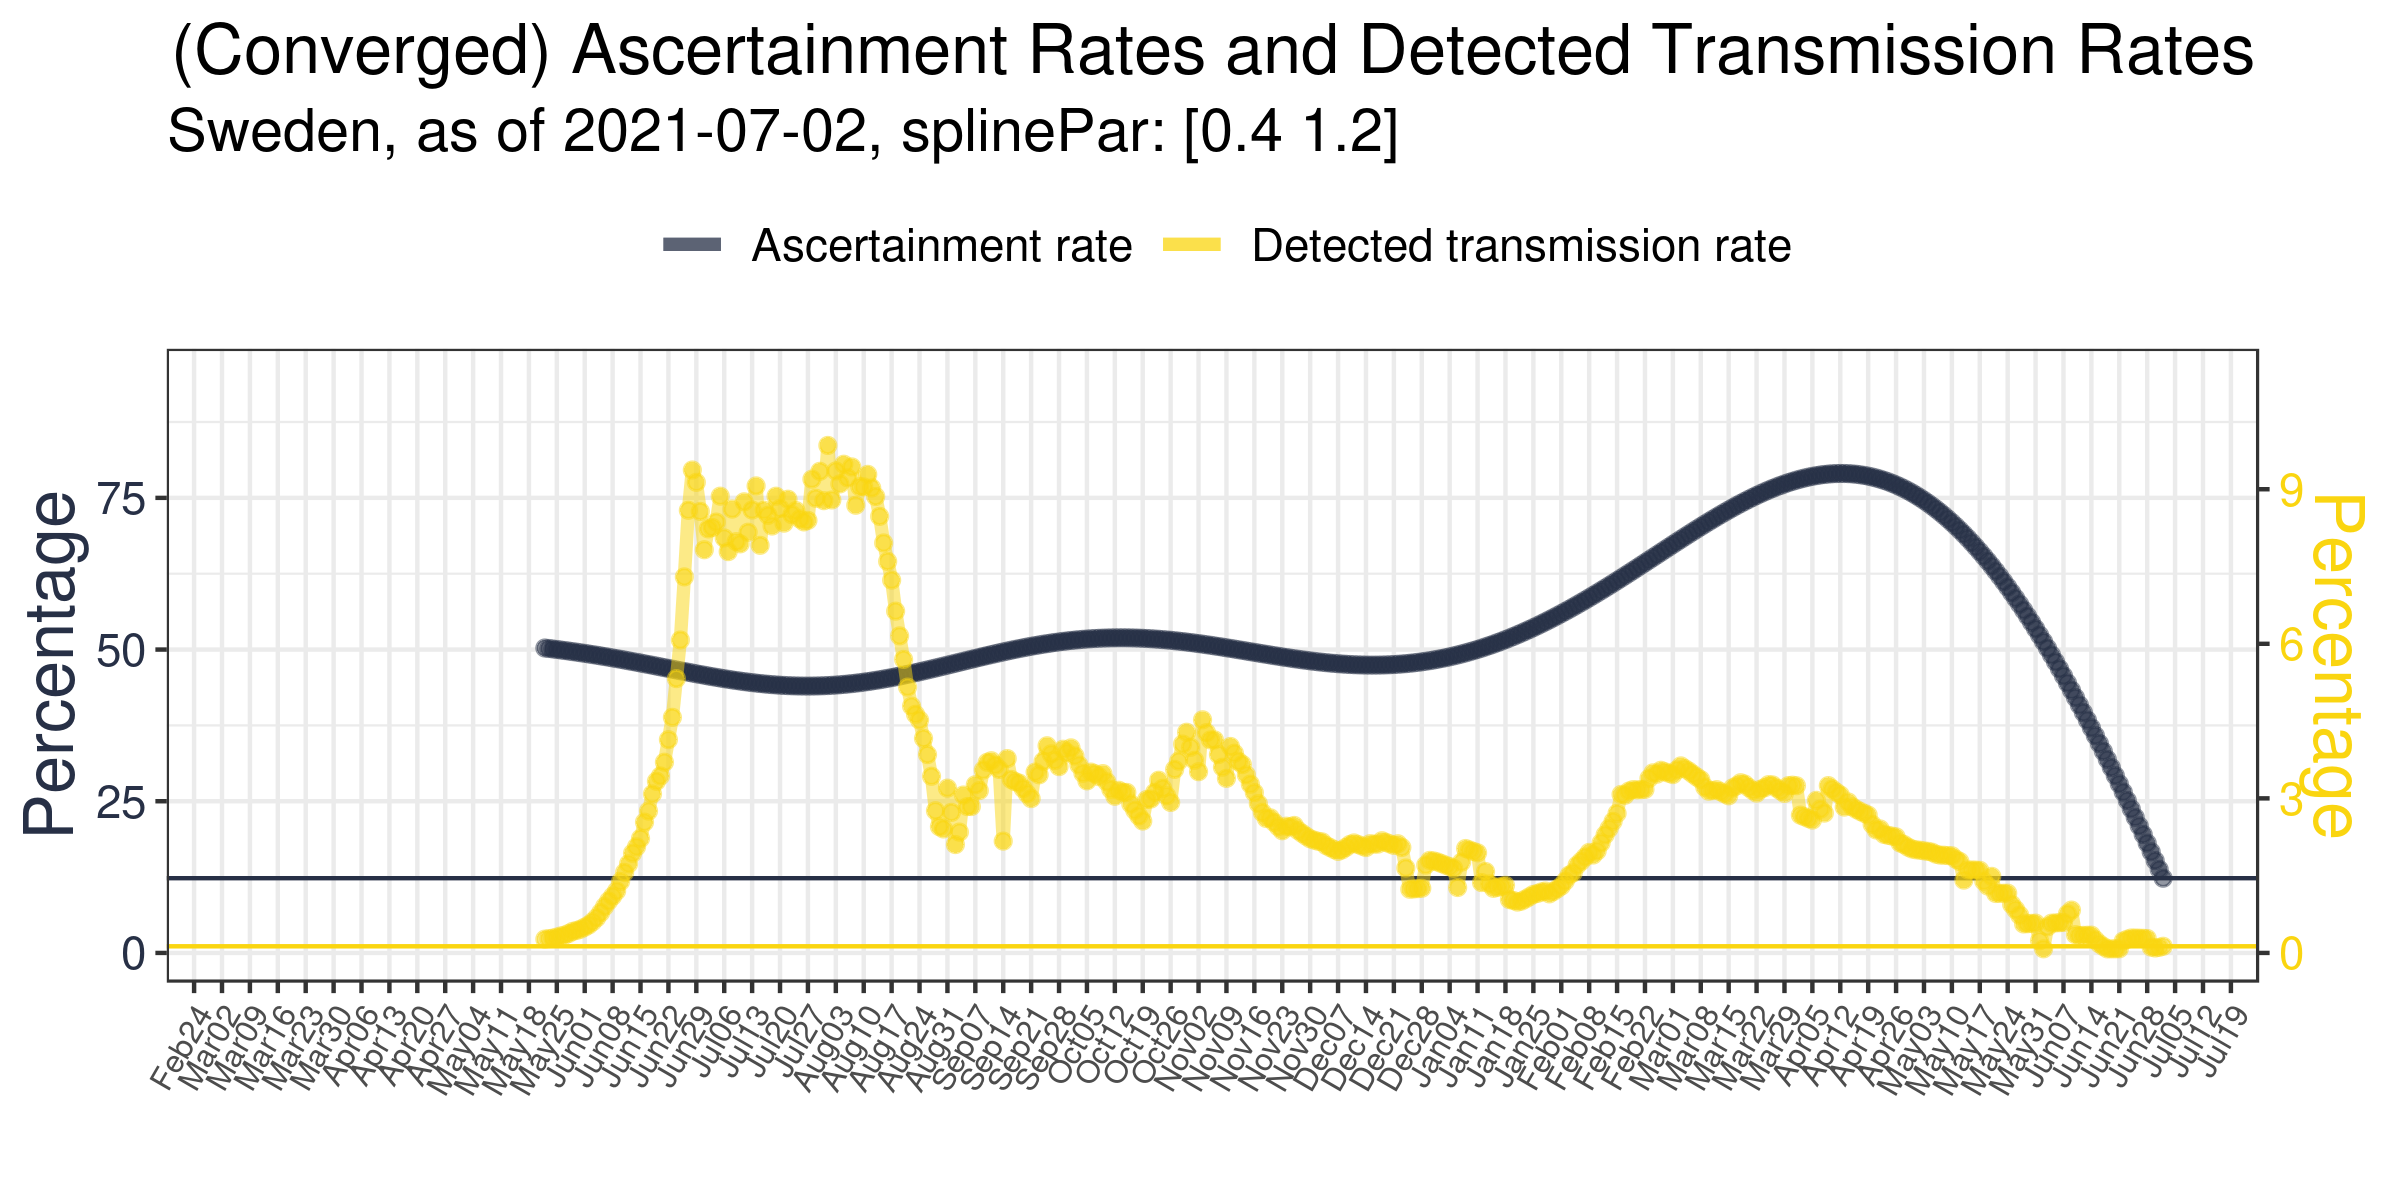 (Converged) Ascertainment Rates and Detected Transmission Rates
Sweden, as of 2021-07-02, splinePar: [0.4 1.2]
Ascertainment rate Detected transmission rate
Percentage
75
50
25
0
9
6
3
0
Percentage
Feb24 Mar02 Mar09 Mar16 Mar23 Mar30 Apr06 Apr13 Apr20 Apr27 May04 May11 May18 May25 Jun01 Jun08 Jun15 Jun22 Jun29 Jul06 Jul13 Jul20 Jul27 Aug03 Aug10 Aug17 Aug24 Aug31 Sep07 Sep14 Sep21 Sep28 Oct05 Oct12 Oct19 Oct26 Nov02 Nov09 Nov16 Nov23 Nov30 Dec07 Dec14 Dec21 Dec28 Jan04 Jan11 Jan18 Jan25 Feb01 Feb08 Feb15 Feb22 Mar01 Mar08 Mar15 Mar22 Mar29 Apr05 Apr12 Apr19 Apr26 May03 May10 May17 May24 May31 Jun07 Jun14 Jun21 Jun28 Jul05 Jul12 Jul19